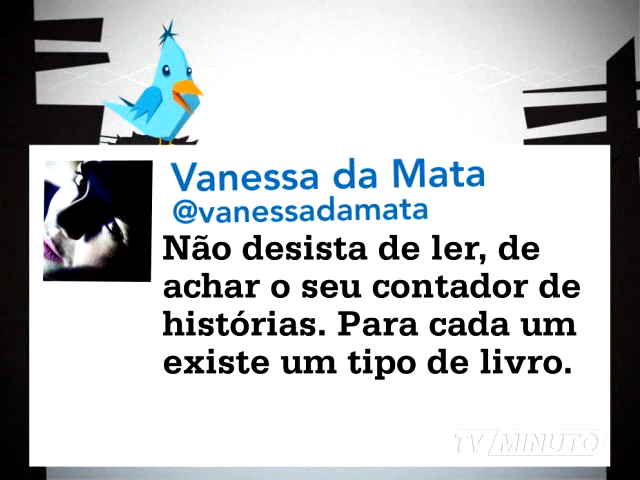 Vanessa da Mata
@vanessadamata
Não desista de ler, de
achar o seu contador de
histórias. Para cada um
existe um tipo de livro.
TV MINUTO